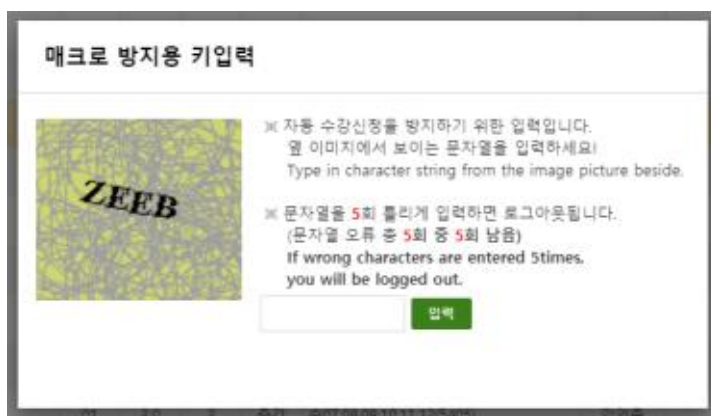 매크로 방지용 키입력
ZEEB
※ 자동 수강신청을 방지하기 위한 입력입니다.
옆 이미지에서 보이는 문자열을 입력하세요!
Type in character string from the image picture beside.
※ 문자열을 5회 틀리게 입력하면 로그아웃됩니다.
(문자열 오류 총 5회 중 5회 남음)
If wrong characters are entered 5times,
you will be logged out.
입력